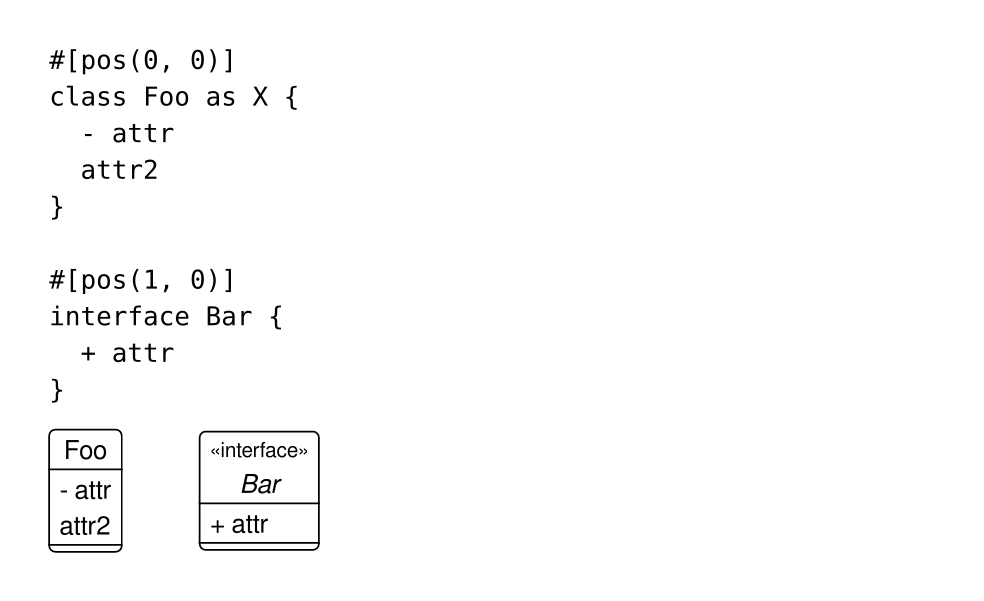 #[pos(0, 0)]
class Foo as X {
  - attr
  attr2
}

#[pos(1, 0)]
interface Bar {
  + attr
}
Foo
- attr
attr2
«interface»
Bar
+ attr